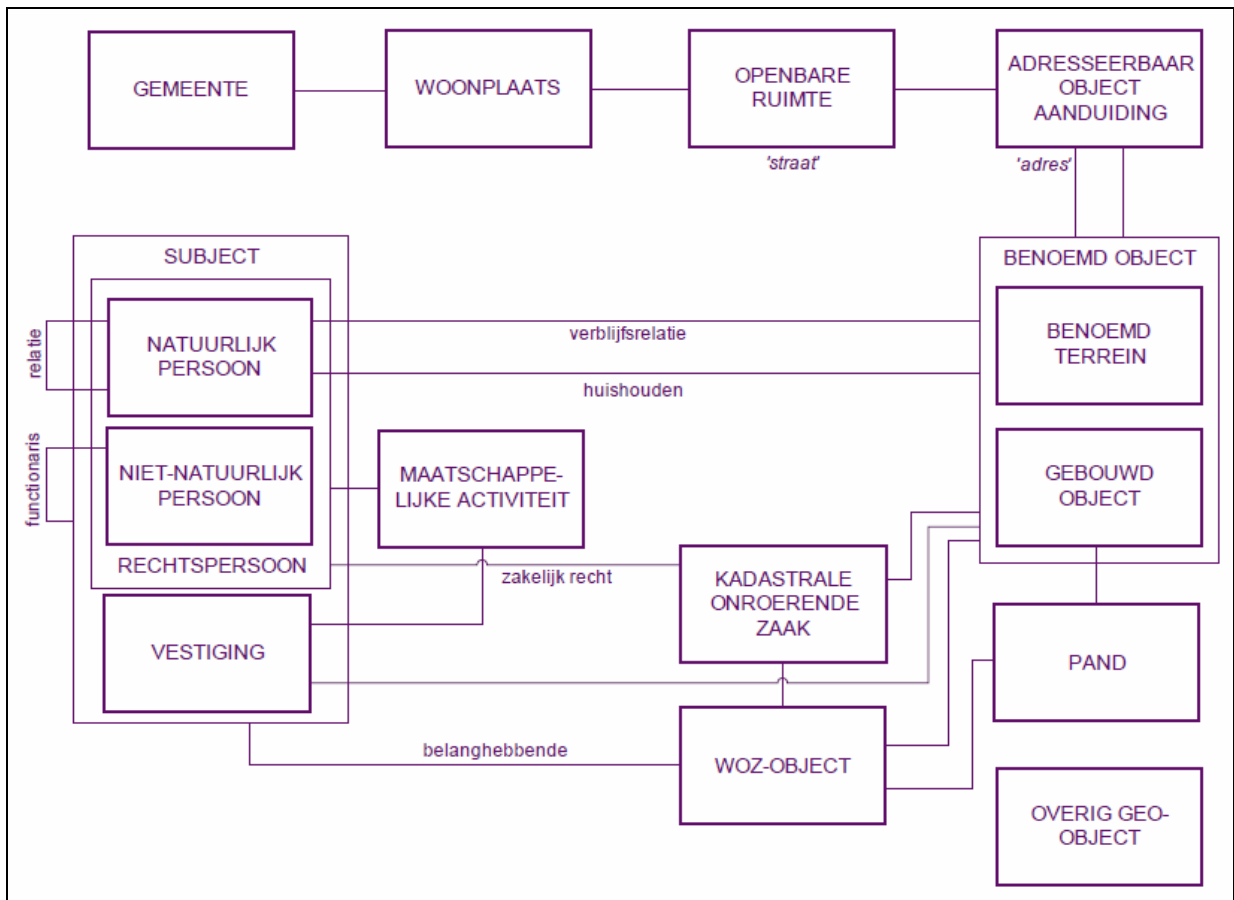 GEMEENTE
WOONPLAATS
OPENBARE
RUIMTE
ADRESSEERBAAR
OBJECT
AANDUIDING
'straat'
'adres'
SUBJECT
BENOEMD OBJECT
relatie
NATUURLIJK
PERSOON
verblijfsrelatie
huishouden
BENOEMD
TERREIN
functionaris
NIET-NATUURLIJK
PERSOON
MAATSCHAPPE-
LIJKE ACTIVITEIT
GEBOUWD
OBJECT
RECHTSPERSOON
zakelijk recht
KADASTRALE
ONROERENDE
ZAAK
VESTIGING
PAND
belanghebbende
WOZ-OBJECT
OVERIG GEO-
OBJECT